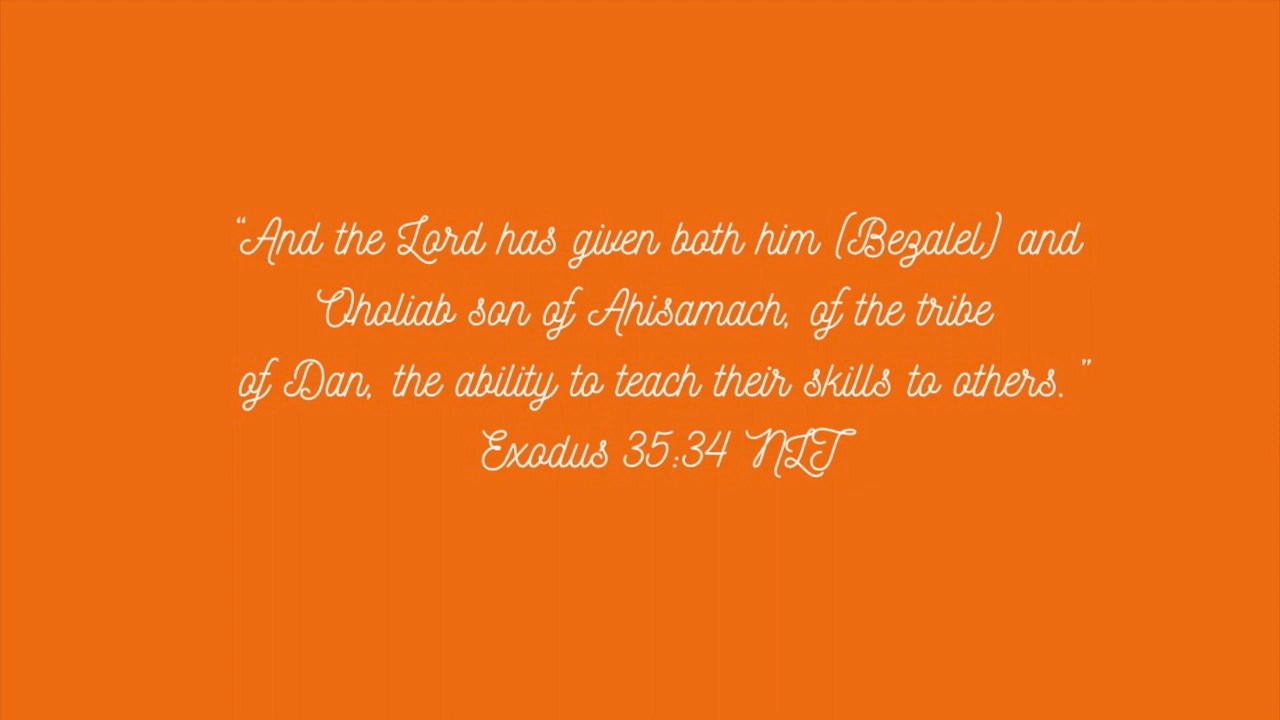 “And the Lord has given both him (Bezalel) and
Oholiab son of Ahisamach, of the tribe
of Dan, the ability to teach their skills to others. ”
Exodus 35:34 NLT